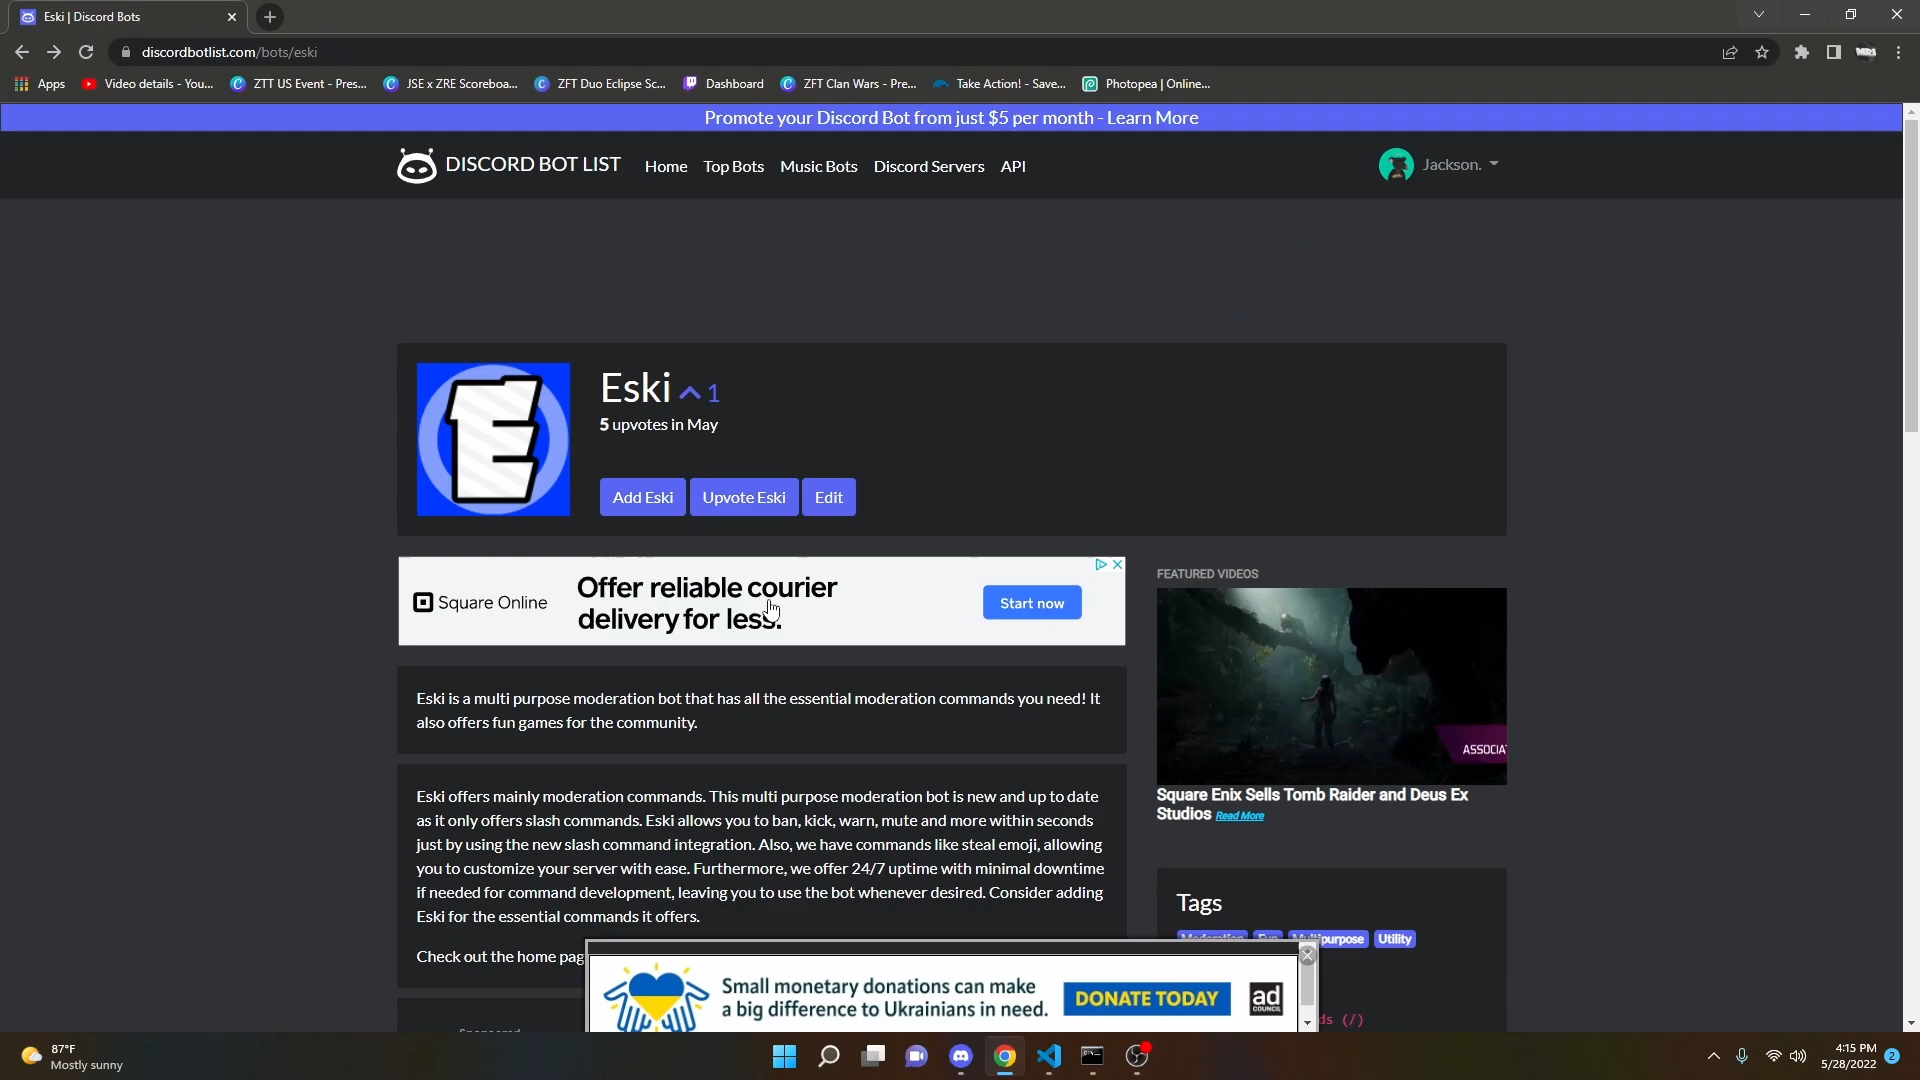 Eski | Discord Bots
discordbotlist.com/bots/eski
Apps
Video details - You...
ZTT US Event - Pres...
JSE x ZRE Scoreboa...
ZFT Duo Eclipse Sc...
Dashboard
ZFT Clan Wars - Pre...
Take Action! - Save...
Photopea | Online...
Promote your Discord Bot from just $5 per month - Learn More
DISCORD BOT LIST
Home
Top Bots
Music Bots
Discord Servers
API
Jackson.
E
Eski 1
5 upvotes in May
Add Eski
Upvote Eski
Edit
Square Online
Offer reliable courier
delivery for less.
Start now
FEATURED VIDEOS
Eski is a multi purpose moderation bot that has all the essential moderation commands you need! It
also offers fun games for the community.
ASSOCIA
Square Enix Sells Tomb Raider and Deus Ex
Studios Read More
Eski offers mainly moderation commands. This multi purpose moderation bot is new and up to date
as it only offers slash commands. Eski allows you to ban, kick, warn, mute and more within seconds
just by using the new slash command integration. Also, we have commands like steal emoji, allowing
you to customize your server with ease. Furthermore, we offer 24/7 uptime with minimal downtime
if needed for command development, leaving you to use the bot whenever desired. Consider adding
Eski for the essential commands it offers.
Check out the home pag
Tags
Moderation
Fun
Multipurpose
Utility
Small monetary donations can make
a big difference to Ukrainians in need.
DONATE TODAY
ad
COUNCIL
ds (/)
Sponsored
87°F
Mostly sunny
4:15 PM
5/28/2022
2